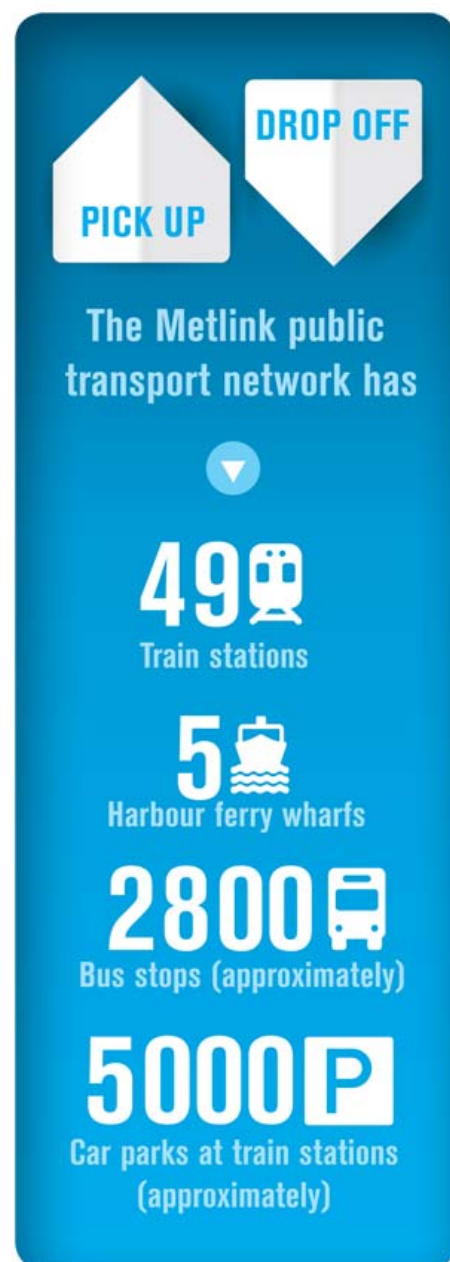 PICK UP
DROP OFF
The Metlink public
transport network has
49
Train stations
5
Harbour ferry wharfs
2800
Bus stops (approximately)
5000 P
Car parks at train stations
(approximately)